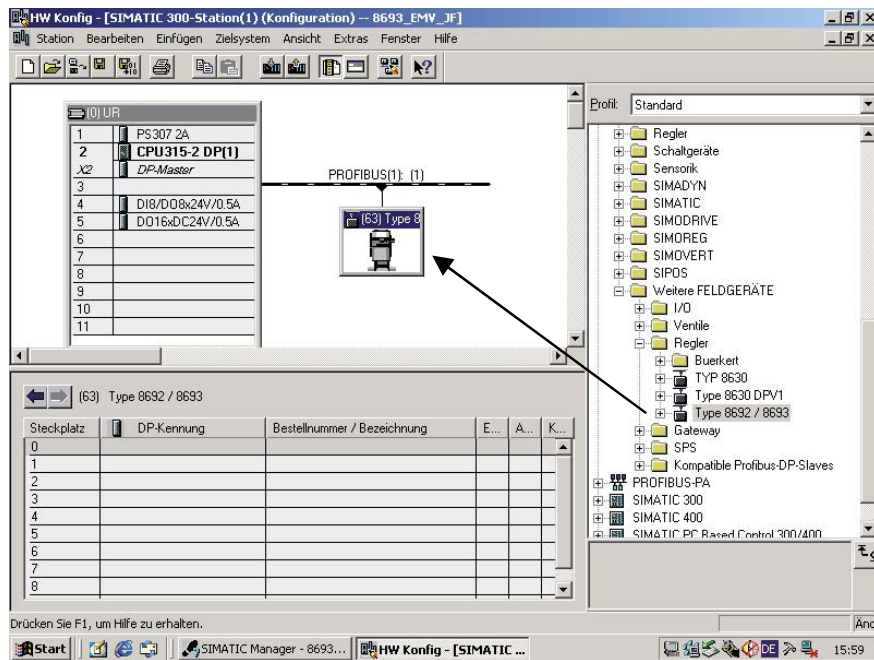 HW Konfig - [SIMATIC 300-Station(1) (Konfiguration) -- 8693_EMV_JF]
Station Bearbeiten Einfügen Zielsystem Ansicht Extras Fenster Hilfe
(0) UR
1 PS307 2A
2 CPU315-2 DP(1)
X2 DP-Master
3
4 DI8/DO8x24V/0.5A
5 DO16xDC24V/0.5A
6
7
8
9
10
11
PROFIBUS(1): (1)
(63) Type 8
Profil: Standard
Regler
Schaltgeräte
Sensorik
SIMADYN
SIMATIC
SIMODRIVE
SIMOREG
SIMOVERT
SIPOS
Weitere FELDGERÄTE
I/O
Ventile
Regler
Buerkert
TYP 8630
Type 8630 DPV1
Type 8692 / 8693
Gateway
SPS
Kompatible Profibus-DP-Slaves
PROFIBUS-PA
SIMATIC 300
SIMATIC 400
SIMATIC PC Based Control 300/400
(63) Type 8692 / 8693
Steckplatz DP-Kennung Bestellnummer / Bezeichnung E... A... K...
0
1
2
3
4
5
6
7
8
Drücken Sie F1, um Hilfe zu erhalten.
Änd
Start SIMATIC Manager - 8693... HW Konfig - [SIMATIC ... DE 15:59